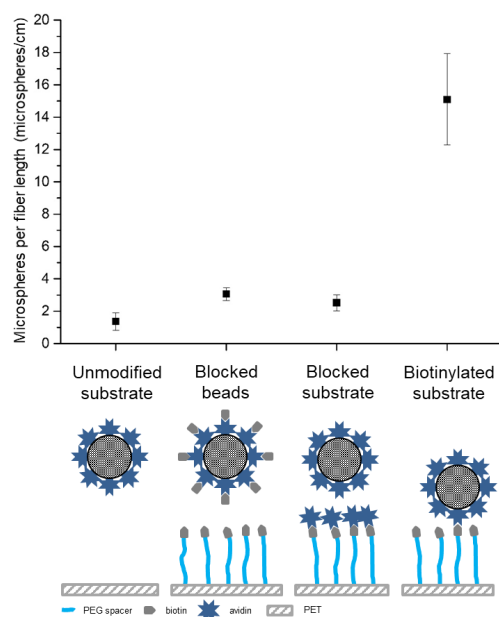 Microspheres per fiber length (microspheres/cm)
20
18
16
14
12
10
8
6
4
2
0
Unmodified
substrate
Blocked
beads
Blocked
substrate
Biotinylated
substrate
PEG spacer
biotin
avidin
PET